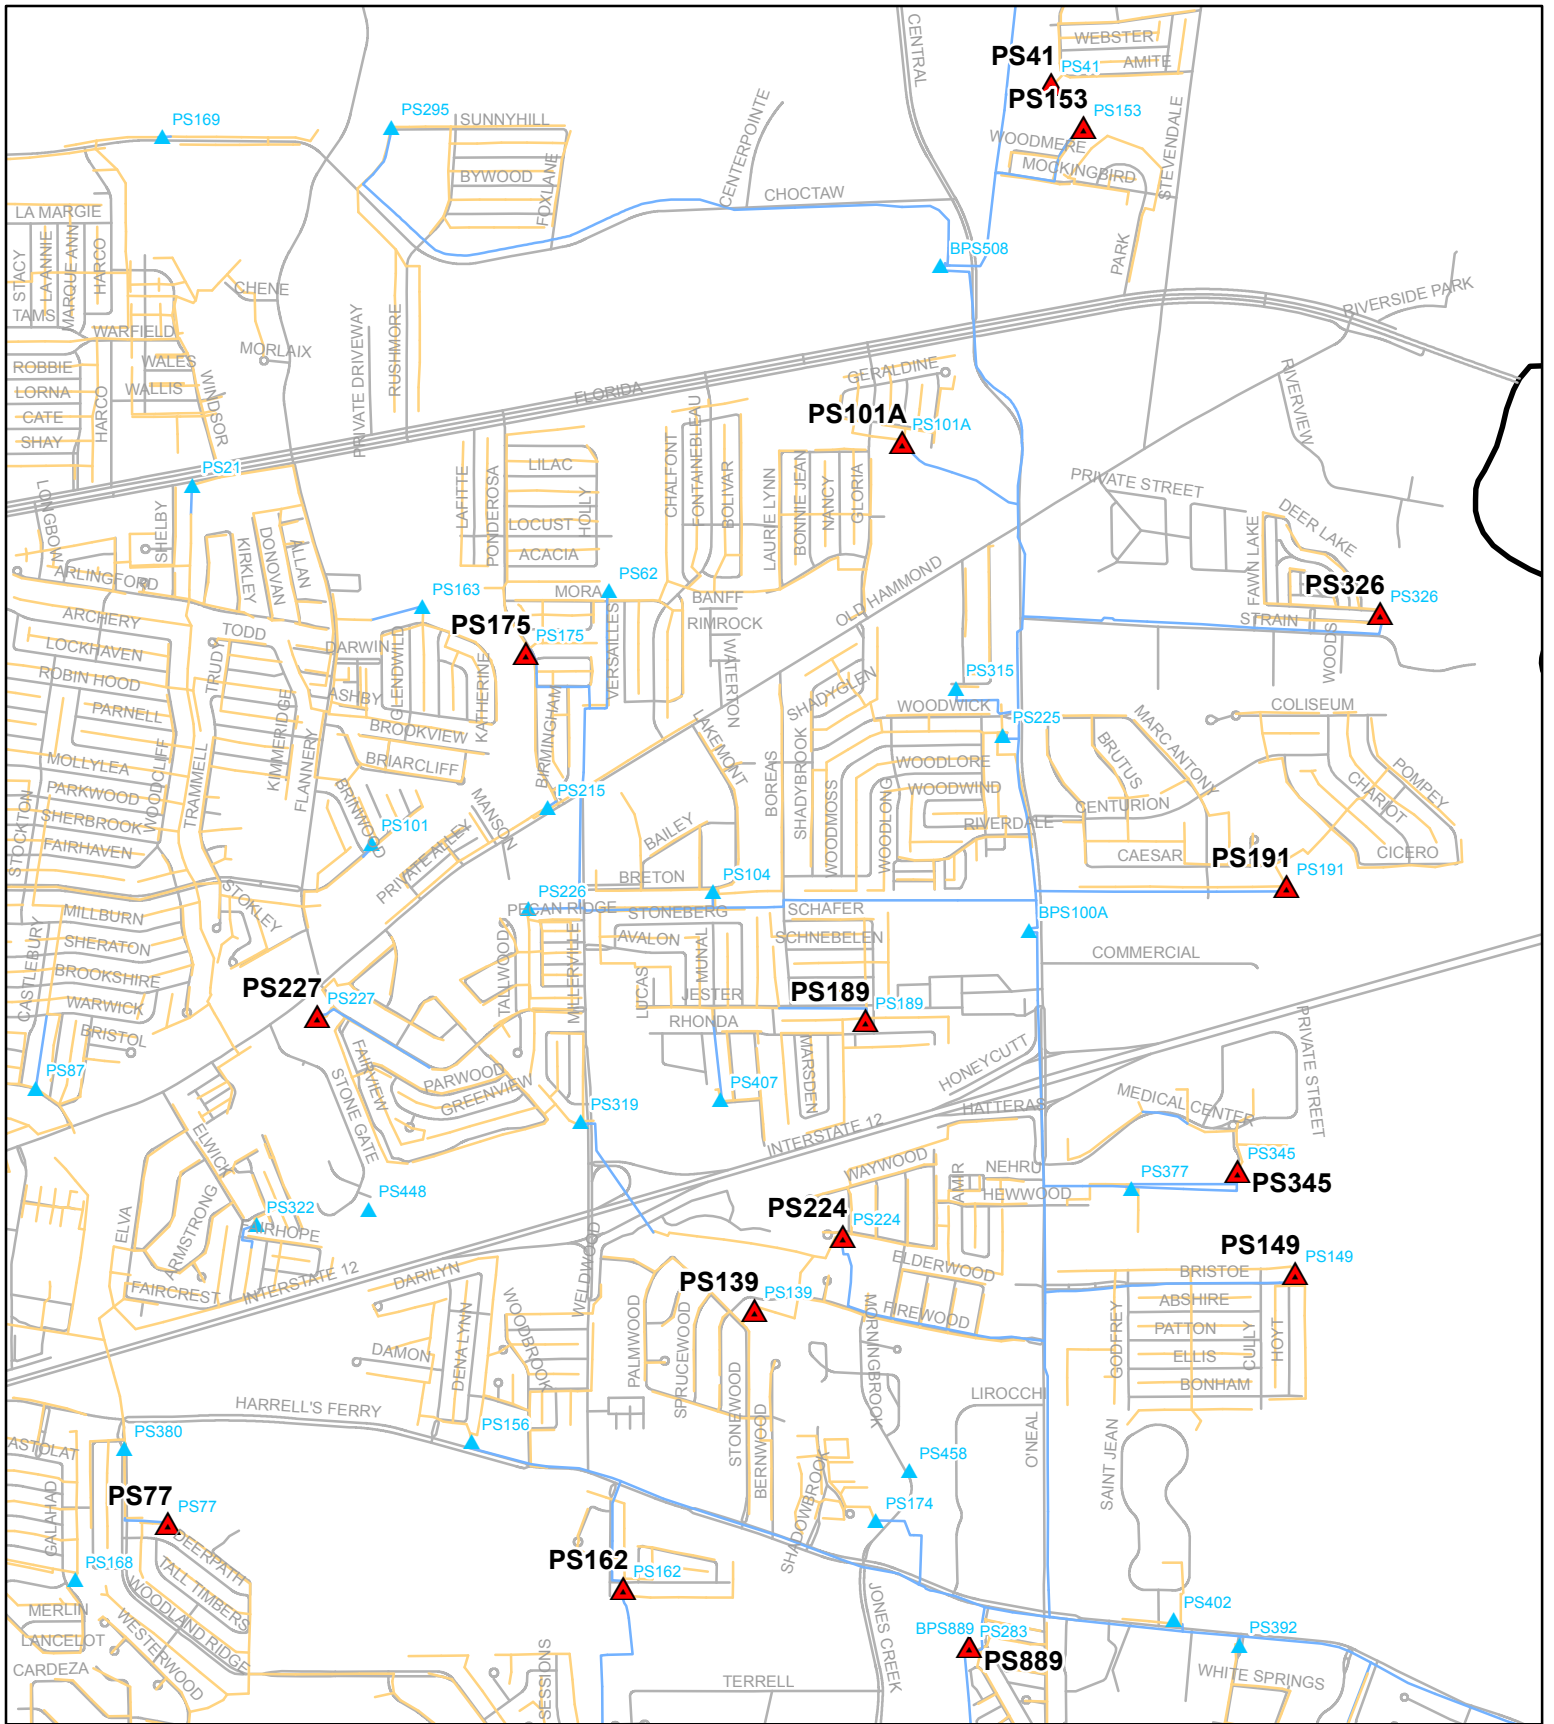 CENTRAL
WEBSTER
PS41
PS41
AMITE
PS153
PS153
PS169
PS295
SUNNYHILL
BYWOOD
FOXLANE
CENTERPOINTE
CHOCTAW
WOODMERE
MOCKINGBIRD
STEVENDALE
PARK
LA MARGIE
STACY
LA ANNIE
MARQUE ANN
HARCO
TAMS
CHENE
BPS508
RIVERSIDE PARK
WARFIELD
MORLAIX
PRIVATE DRIVEWAY
RUSHMORE
ROBBIE
WALES
LORNA
WALLIS
CATE
HARCO
SHAY
WINDSOR
FLORIDA
GERALDINE
RIVERVIEW
PS101A
PS101A
PS21
LONGBOW
SHELBY
LAFITTE
PONDEROSA
LILAC
LOCUST
HOLLY
ACACIA
CHALFONT
FONTAINEBLEAU
BOLIVAR
LAURIE LYNN
BONNIE JEAN
NANCY
GLORIA
PRIVATE STREET
DEER LAKE
FAWN LAKE
KIRKLEY
DONOVAN
ALLAN
ARLINGFORD
PS163
MORA
PS62
BANFF
OLD HAMMOND
PS326
PS326
STRAIN
WOODS
ARCHERY
TODD
PS175
PS175
VERSAILLES
RIMROCK
WATERTON
LOCKHAVEN
TRUDY
DARWIN
GLENDWILD
KATHERINE
ROBIN HOOD
ASHBY
PARNELL
KIMMERIDGE
FLANNERY
BROOKVIEW
BIRMINGHAM
LAKEMONT
BOREAS
SHADYGLEN
SHADYBROOK
PS315
WOODWICK
PS225
MARC ANTONY
BRUTUS
COLISEUM
POMPEY
CHARIOT
MOLLYLEA
WOODCLIFF
TRAMMELL
BRIARCLIFF
WOODLORE
WOODWIND
PARKWOOD
STOCKTON
SHERBROOK
FAIRHAVEN
BRINWOOD
PS101
MANSON
PRIVATE ALLEY
PS215
BAILEY
WOODMOSS
WOODLONG
RIVERDALE
CENTURION
CAESAR
CICERO
PS191
PS191
BRETON
PS104
PS226
PECAN RIDGE
STONEBERG
SCHAFER
BPS100A
MILLBURN
STOKLEY
SHERATON
CASTLEBURY
BROOKSHIRE
WARWICK
BRISTOL
TALLWOOD
MILLERVILLE
AVALON
LUCAS
MUNAL
SCHNEBELEN
COMMERCIAL
PS227
PS227
JESTER
PS189
PS189
RHONDA
MARSDEN
HONEYCUTT
PRIVATE STREET
PS87
STONE GATE
FAIRVIEW
PARWOOD
GREENVIEW
PS407
PS319
HATTERAS
MEDICAL CENTER
INTERSTATE 12
ELWICK
WAYWOOD
AMR
NEHRU
HEWWOOD
PS377
PS345
PS345
ELVA
ARMSTRONG
PS322
FAIRHOPE
PS448
PS224
PS224
ELDERWOOD
PS149
PS149
FAIRCREST
INTERSTATE 12
DARILYN
WELDWOOD
PS139
PS139
BRISTOE
ABSHIRE
DENA LYNN
WOODBROOK
PALMWOOD
SPRUCEWOOD
MORNINGBROOK
FIREWOOD
GODFREY
PATTON
CULLY
HOYT
DAMON
ELLIS
STONEWOOD
BERNWOOD
BONHAM
LIROCCHI
HARRELL'S FERRY
O'NEAL
ASTOLAT
PS380
PS156
PS458
SAINT JEAN
SHADOWBROOK
PS77
PS77
PS174
GALAHAD
DEERPATH
PS168
TALL TIMBERS
PS162
PS162
JONES CREEK
MERLIN
WOODLAND RIDGE
WESTERWOOD
LANCELOT
PS402
BPS889
PS283
PS392
PS889
CARDEZA
SESSIONS
TERRELL
WHITE SPRINGS